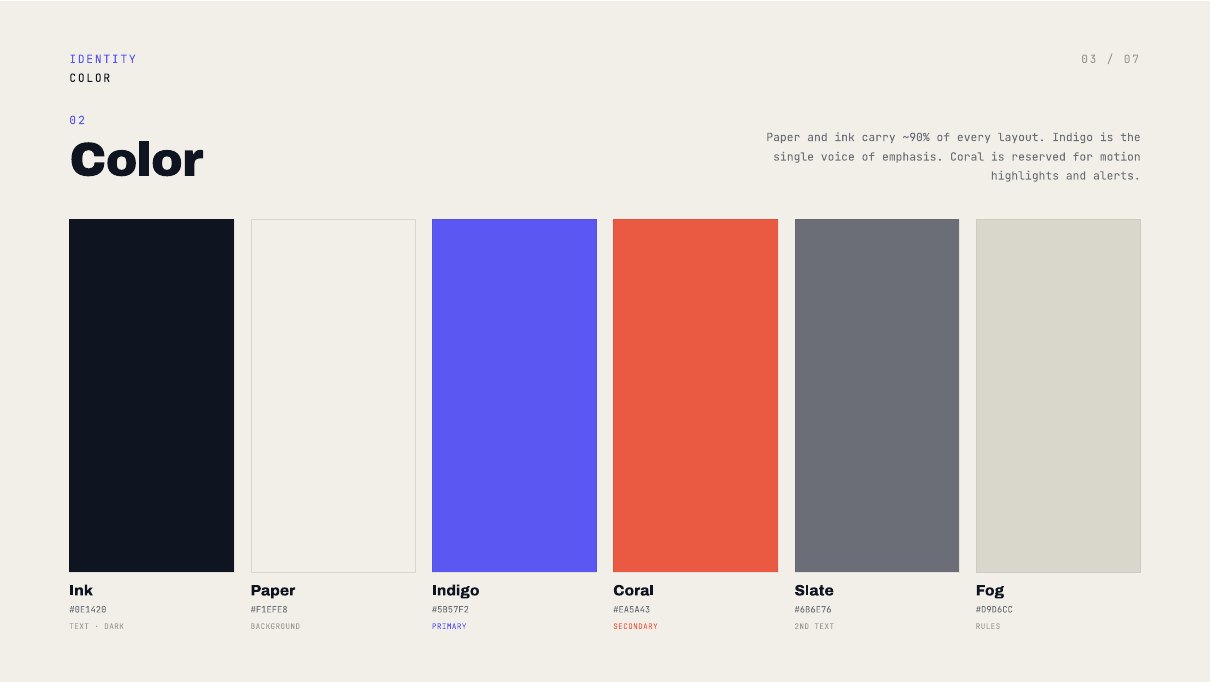 IDENTITY
COLOR
03 / 07
02
Color
Paper and ink carry ~90% of every layout. Indigo is the
single voice of emphasis. Coral is reserved for motion
highlights and alerts.
Ink
#0E1420
TEXT · DARK
Paper
#F1EFE8
BACKGROUND
Indigo
#5B57F2
PRIMARY
Coral
#EA5A43
SECONDARY
Slate
#6B6E76
2ND TEXT
Fog
#D9D6CC
RULES